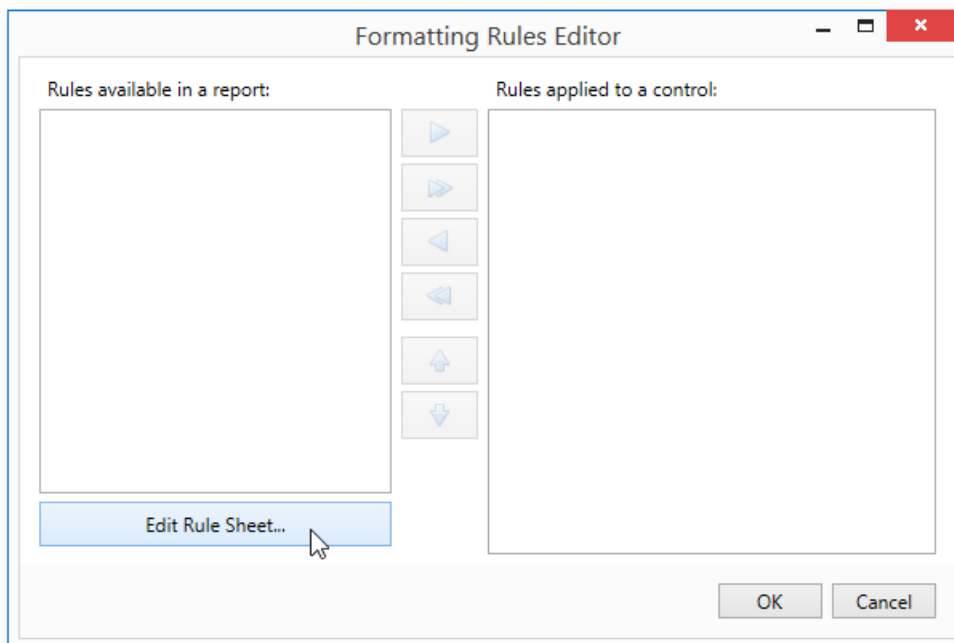 Formatting Rules Editor
Rules available in a report:
Rules applied to a control:
Edit Rule Sheet...
OK
Cancel